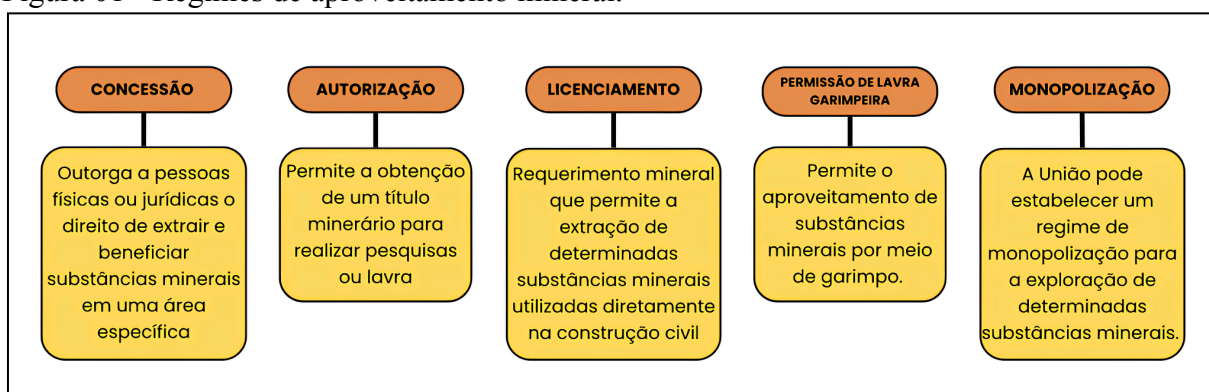 Figura 01 - Regimes de aproveitamento mineral.
CONCESSÃO
Outorga a pessoas
físicas ou jurídicas o
direito de extrair e
beneficiar
substâncias minerais
em uma área
específica
AUTORIZAÇÃO
Permite a obtenção
de um título
minerário para
realizar pesquisas
ou lavra
LICENCIAMENTO
Requerimento mineral
que permite a
extração de
determinadas
substâncias minerais
utilizadas diretamente
na construção civil
PERMISSÃO DE LAVRA
GARIMPEIRA
Permite o
aproveitamento de
substâncias
minerais por meio
de garimpo.
MONOPOLIZAÇÃO
A União pode
estabelecer um
regime de
monopolização para
a exploração de
determinadas
substâncias minerais.